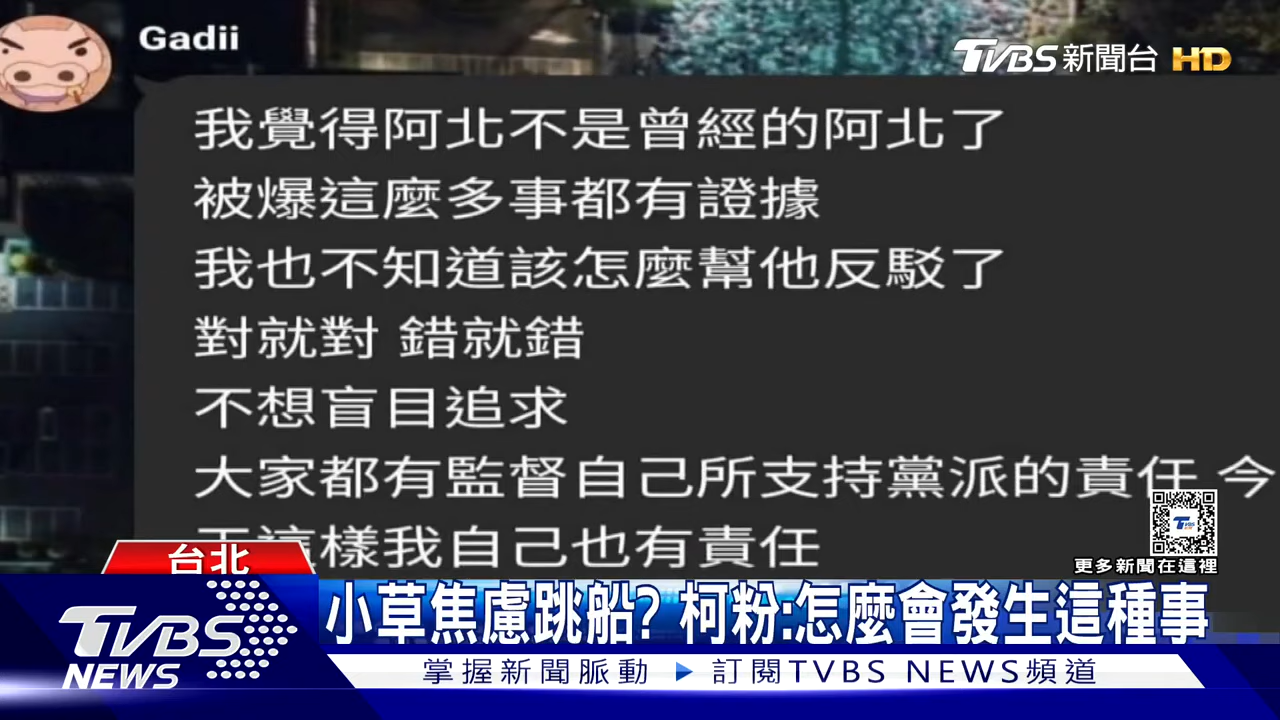 Gadii
TVBS新聞台 HD
我覺得阿北不是曾經的阿北了
被爆這麼多事都有證據
我也不知道該怎麼幫他反駁了
對就對 錯就錯
不想盲目追求
大家都有監督自己所支持黨派的責任 今
這樣我自己也有責任
TVBS
更多新聞在這裡
台北
小草焦慮跳船? 柯粉:怎麼會發生這種事
TVBS
NEWS
掌握新聞脈動 ▶ 訂閱TVBS NEWS頻道